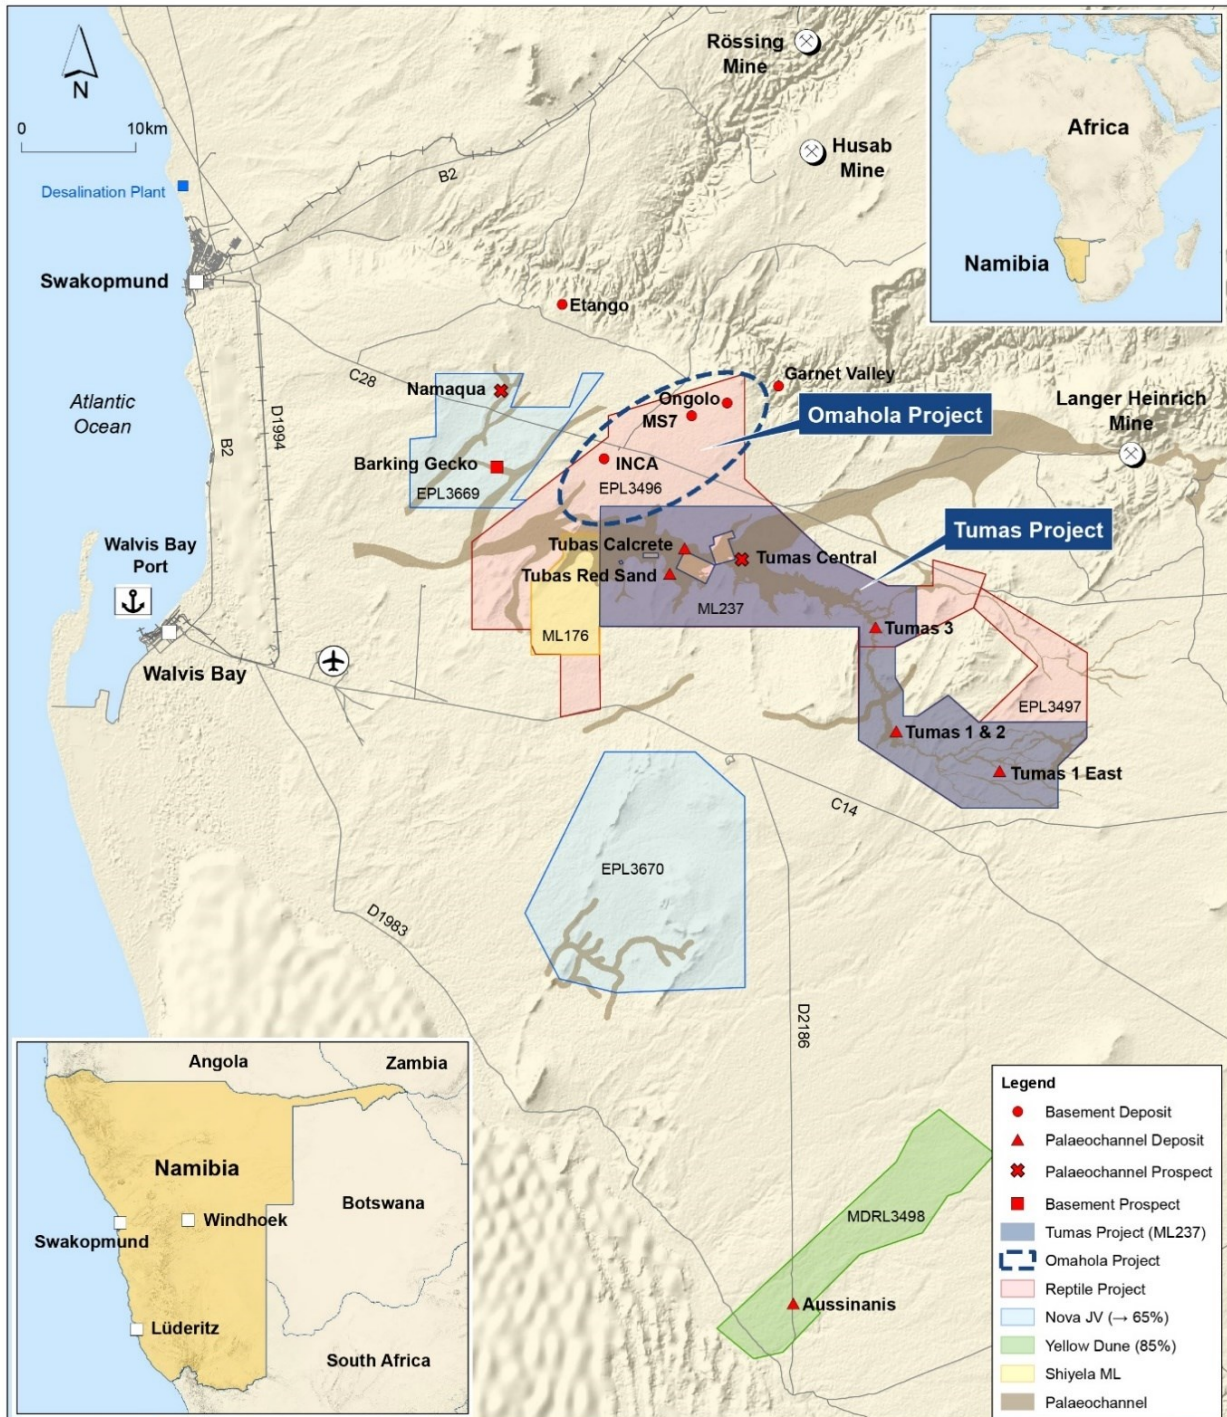 N
0
10km
Rössing
Mine
Husab
Mine
Africa
Namibia
B2
Desalination Plant
Swakopmund
Etango
C28
D1994
B2
Atlantic
Ocean
Namaqua
Garnet Valley
Ongolo
MS7
Omahola Project
Langer Heinrich
Mine
Barking Gecko
INCA
EPL3669
EPL3496
Tumas Project
Walvis Bay
Port
Tubas Calcrete
Tumas Central
Tubas Red Sand
ML237
ML176
Tumas 3
Walvis Bay
EPL3497
Tumas 1 & 2
Tumas 1 East
C14
EPL3670
D1983
D2186
MDRL3498
Aussinanis
Angola
Zambia
Namibia
Botswana
Windhoek
Swakopmund
Lüderitz
South Africa
Legend
Basement Deposit
Palaeochannel Deposit
Palaeochannel Prospect
Basement Prospect
Tumas Project (ML237)
Omahola Project
Reptile Project
Nova JV (→ 65%)
Yellow Dune (85%)
Shiyela ML
Palaeochannel